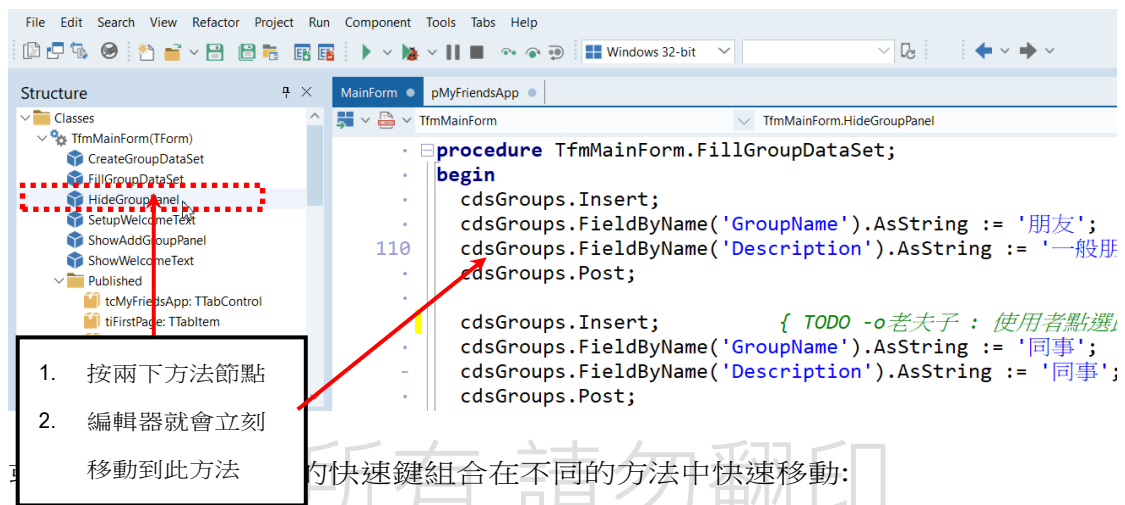 File Edit Search View Refactor Project Run Component Tools Tabs Help
Windows 32-bit
Structure
MainForm
pMyFriendsApp
TfmMainForm
TfmMainForm.HideGroupPanel
Classes
TfmMainForm(TForm)
CreateGroupDataSet
FillGroupDataSet
HideGroupPanel
SetupWelcomeText
ShowAddGroupPanel
ShowWelcomeText
Published
tcMyFriedsApp: TTabControl
tiFirstPage: TTabItem
procedure TfmMainForm.FillGroupDataSet;
begin
cdsGroups.Insert;
cdsGroups.FieldByName('GroupName').AsString := '朋友';
110 cdsGroups.FieldByName('Description').AsString := '一般朋
cdsGroups.Post;
cdsGroups.Insert; { TODO -o老夫子 : 使用者點選
cdsGroups.FieldByName('GroupName').AsString := '同事';
cdsGroups.FieldByName('Description').AsString := '同事';
cdsGroups.Post;
1. 按兩下方法節點
2. 編輯器就會立刻
移動到此方法
的快速鍵組合在不同的方法中快速移動:
所有 請勿翻印